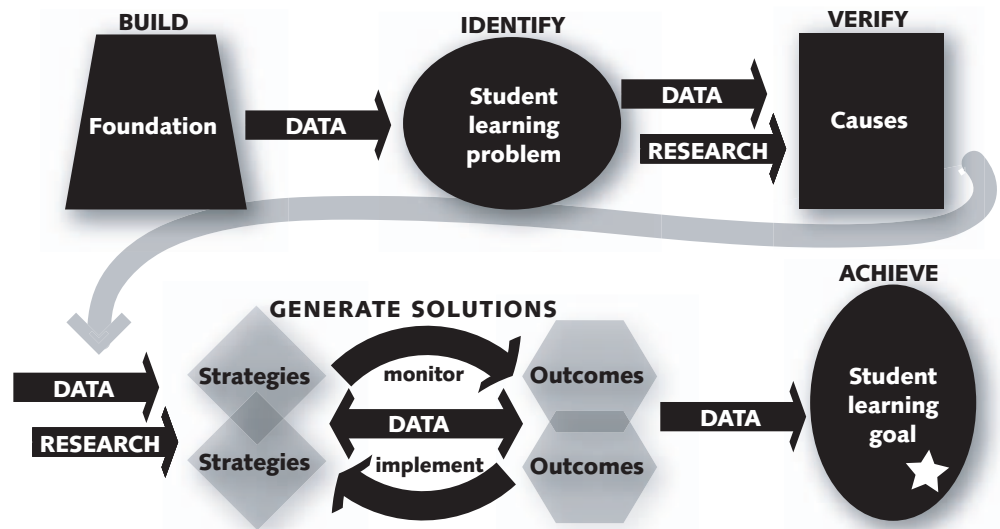 BUILD
Foundation
DATA
IDENTIFY
Student
learning
problem
DATA
RESEARCH
VERIFY
Causes
DATA
RESEARCH
GENERATE SOLUTIONS
Strategies
Strategies
monitor
DATA
implement
Outcomes
Outcomes
DATA
ACHIEVE
Student
learning
goal